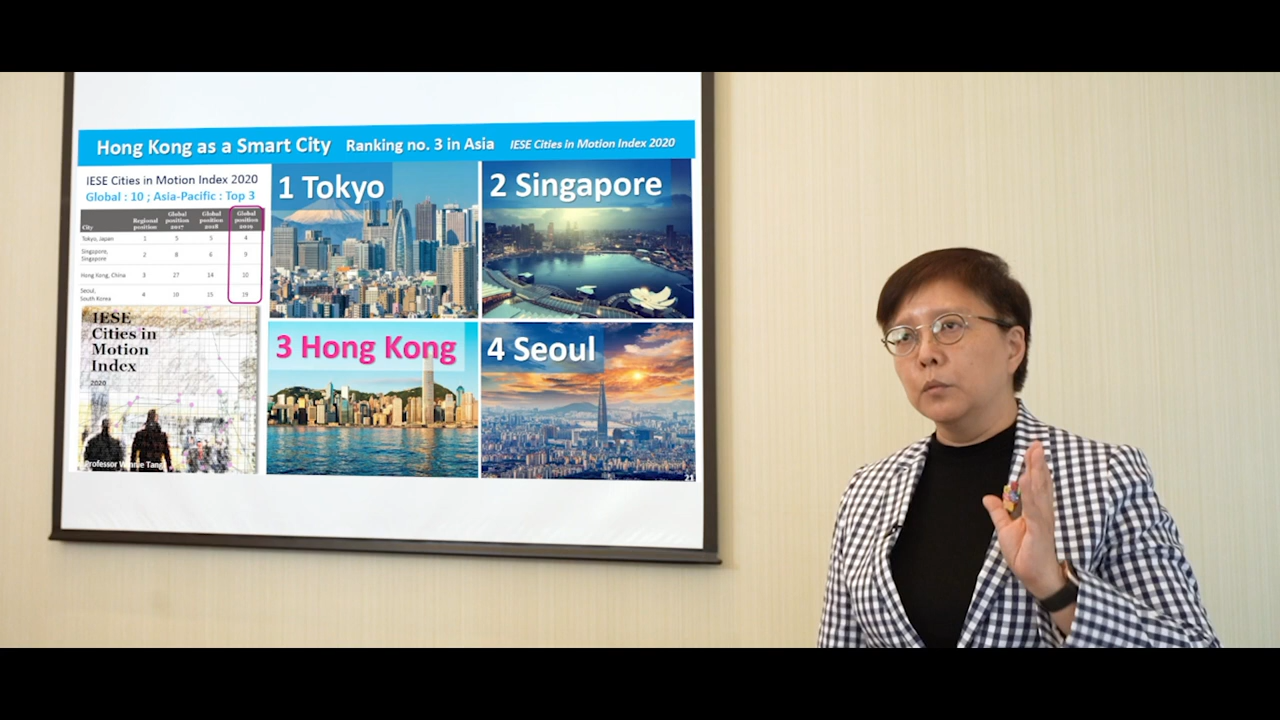 Hong Kong as a Smart City Ranking no. 3 in Asia IESE Cities in Motion Index 2020
IESE Cities in Motion Index 2020
Global : 10 ; Asia-Pacific : Top 3
City Regional position Global position 2017 Global position 2018 Global position 2019
Tokyo, Japan 1 5 5 4
Singapore, Singapore 2 8 6 9
Hong Kong, China 3 27 14 10
Seoul, South Korea 4 10 15 19
1 Tokyo
2 Singapore
IESE
Cities in
Motion
Index
2020
Professor Winnie Tang
3 Hong Kong
4 Seoul
21